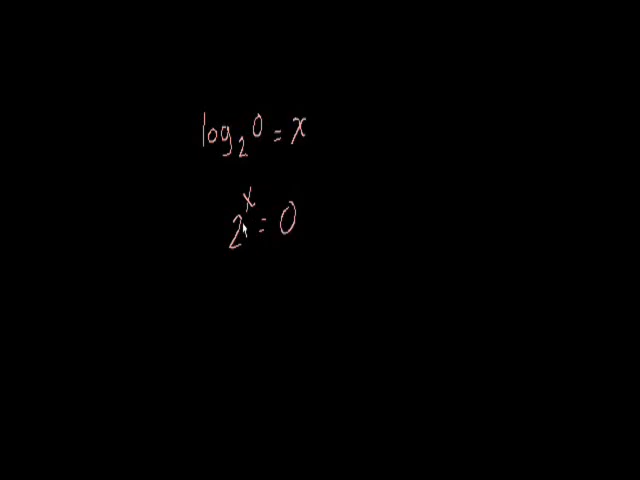 log₂0 = x
2ˣ = 0